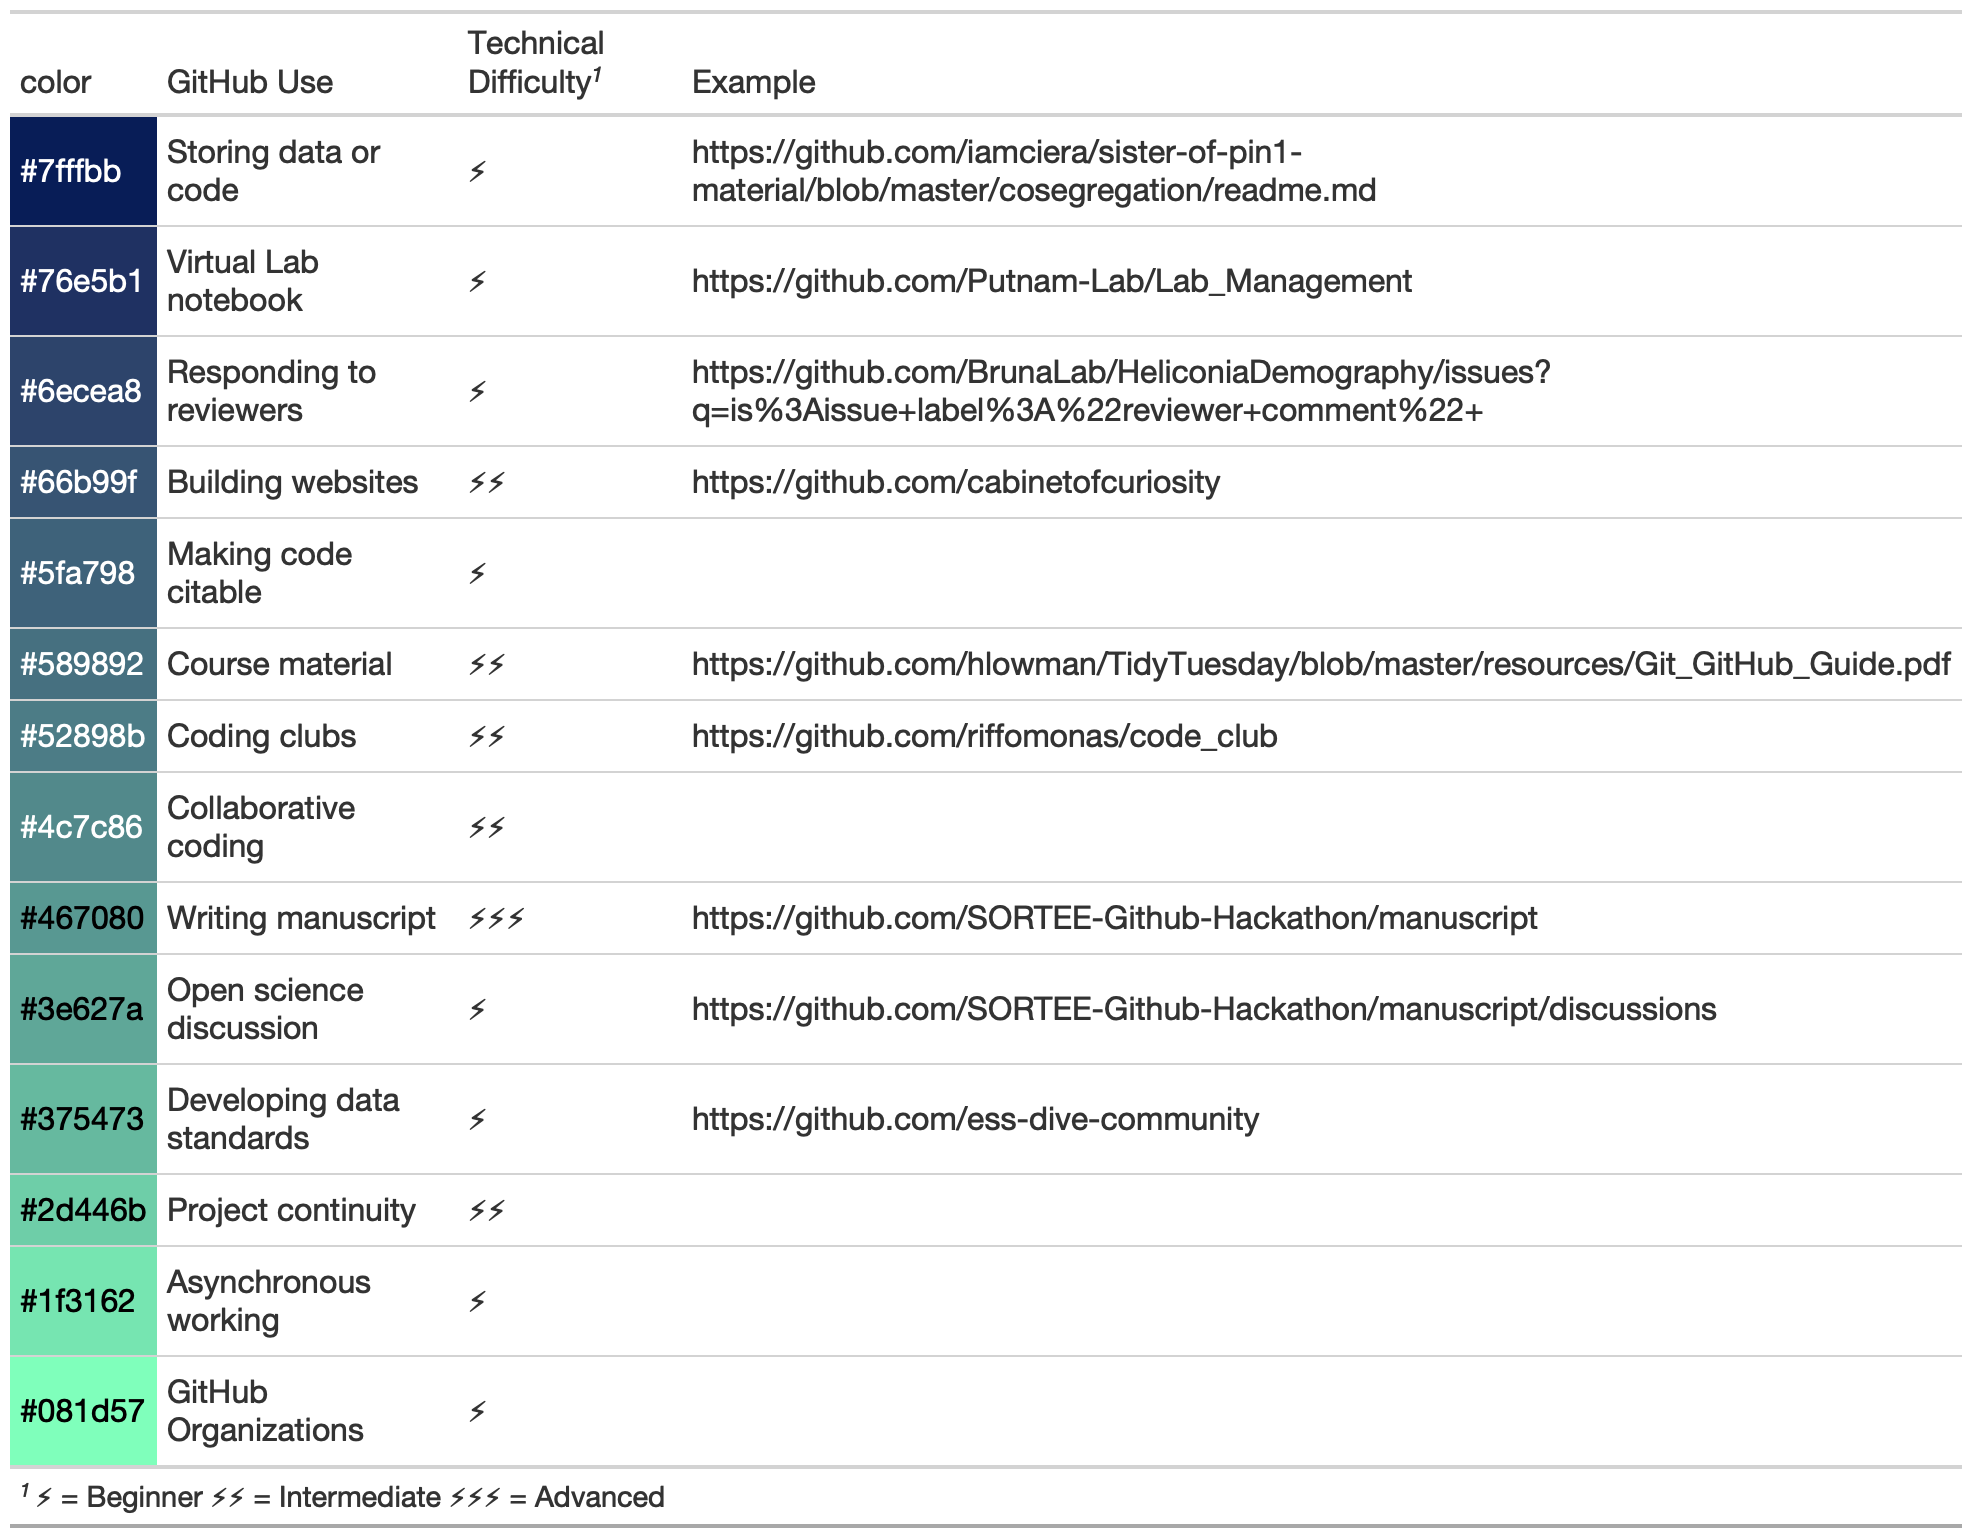 color GitHub Use Technical Difficulty¹ Example
#7fffbb Storing data or code ⚡ https://github.com/iamciera/sister-of-pin1-material/blob/master/cosegregation/readme.md
#76e5b1 Virtual Lab notebook ⚡ https://github.com/Putnam-Lab/Lab_Management
#6ecea8 Responding to reviewers ⚡ https://github.com/BrunaLab/HeliconiaDemography/issues?q=is%3Aissue+label%3A%22reviewer+comment%22+
#66b99f Building websites ⚡⚡ https://github.com/cabinetofcuriosity
#5fa798 Making code citable ⚡
#589892 Course material ⚡⚡ https://github.com/hlowman/TidyTuesday/blob/master/resources/Git_GitHub_Guide.pdf
#52898b Coding clubs ⚡⚡ https://github.com/riffomonas/code_club
#4c7c86 Collaborative coding ⚡⚡
#467080 Writing manuscript ⚡⚡⚡ https://github.com/SORTEE-Github-Hackathon/manuscript
#3e627a Open science discussion ⚡ https://github.com/SORTEE-Github-Hackathon/manuscript/discussions
#375473 Developing data standards ⚡ https://github.com/ess-dive-community
#2d446b Project continuity ⚡⚡
#1f3162 Asynchronous working ⚡
#081d57 GitHub Organizations ⚡
¹ ⚡ = Beginner ⚡⚡ = Intermediate ⚡⚡⚡ = Advanced